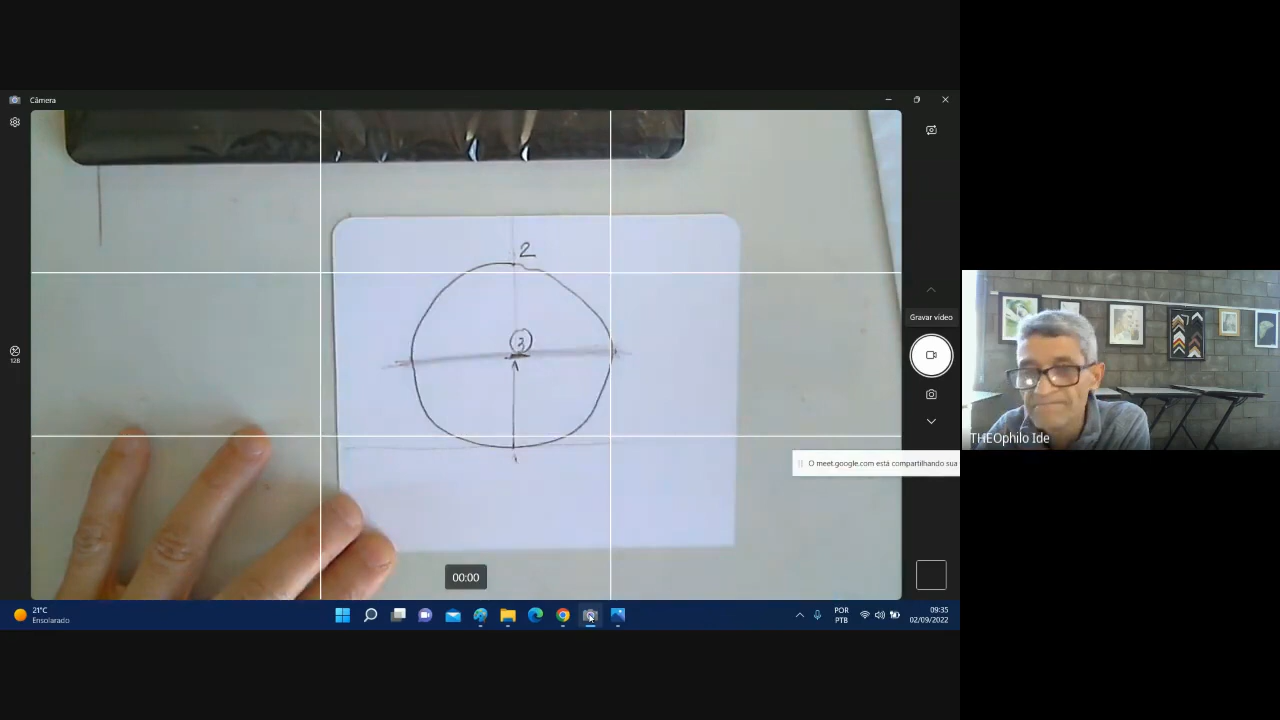 Câmera
2
3
Gravar vídeo
128
THEOphilo Ide
O meet.google.com está compartilhando sua
00:00
21°C
Ensolarado
POR
PTB
09:35
02/09/2022